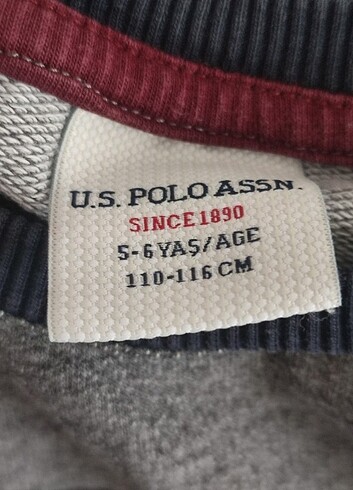 U.S. POLO ASSN.
SINCE 1890
5-6 YAŞ/AGE
110-116 CM